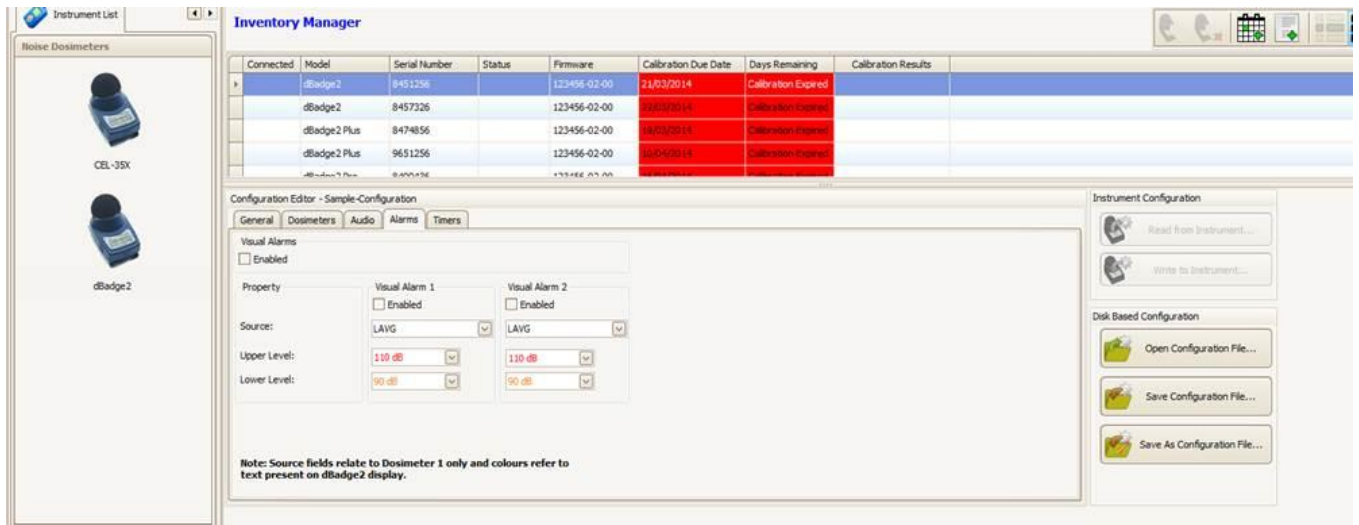 Instrument List
Noise Dosimeters
CEL-35X
dBadge2
Inventory Manager
Connected Model Serial Number Status Firmware Calibration Due Date Days Remaining Calibration Results
dBadge2 8451256 123456-02-00 21/03/2014 Calibration Expired
dBadge2 8457326 123456-02-00 Calibration Expired
dBadge2 Plus 8474856 123456-02-00 Calibration Expired
dBadge2 Plus 9651256 123456-02-00 10/04/2014 Calibration Expired
Configuration Editor - Sample-Configuration
General Dosimeters Audio Alarms Timers
Visual Alarms
Enabled
Property Visual Alarm 1 Visual Alarm 2
Enabled Enabled
Source: LAVG LAVG
Upper Level: 110 dB 110 dB
Lower Level: 90 dB 90 dB
Note: Source fields relate to Dosimeter 1 only and colours refer to
text present on dBadge2 display.
Instrument Configuration
Read from Instrument...
Write to Instrument...
Disk Based Configuration
Open Configuration File...
Save Configuration File...
Save As Configuration File...